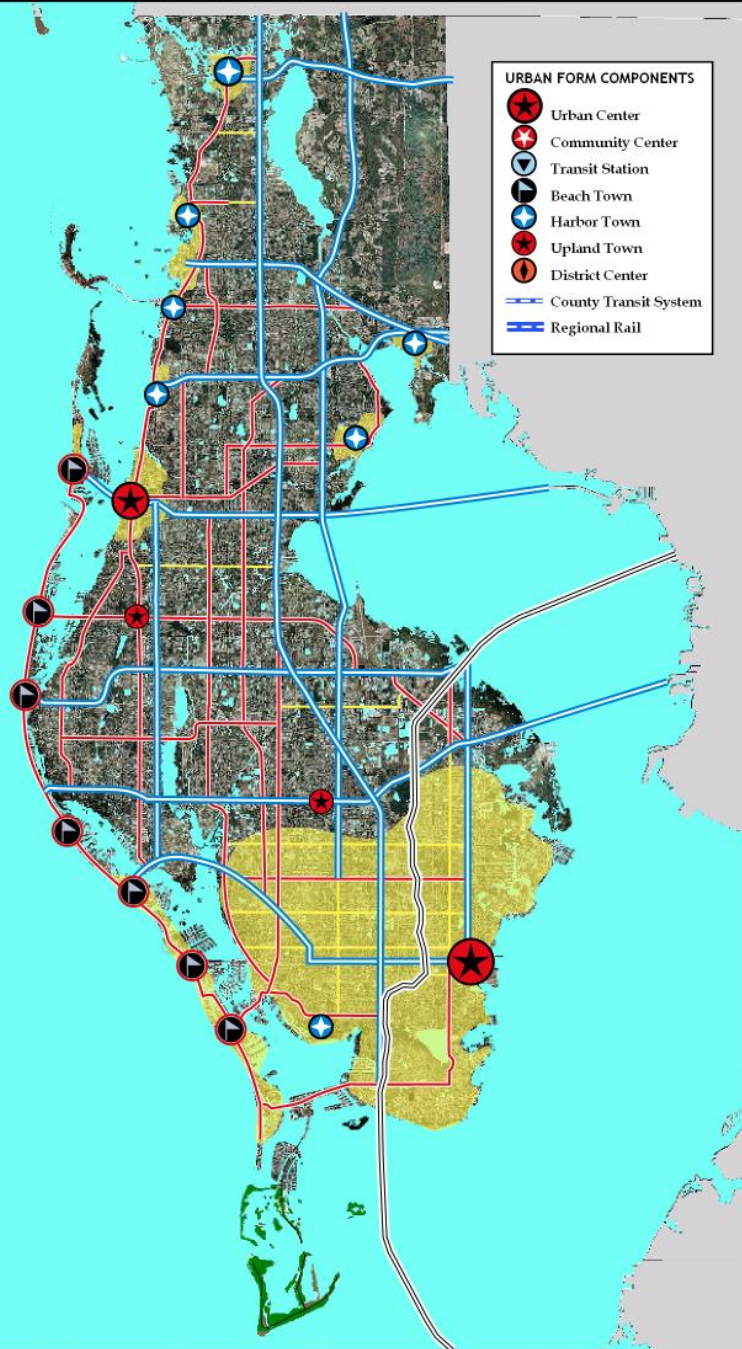 URBAN FORM COMPONENTS
Urban Center
Community Center
Transit Station
Beach Town
Harbor Town
Upland Town
District Center
County Transit System
Regional Rail